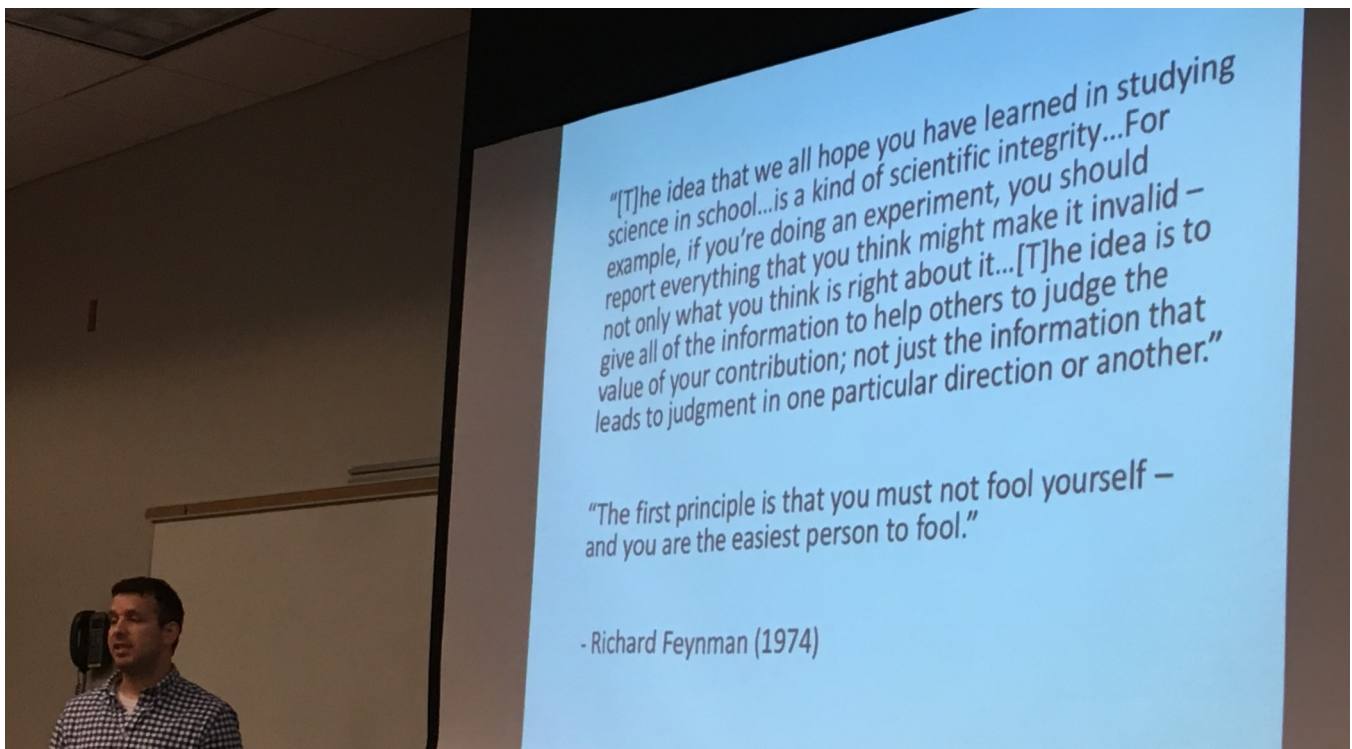 “[T]he idea that we all hope you have learned in studying
science in school...is a kind of scientific integrity...For
example, if you’re doing an experiment, you should
report everything that you think might make it invalid –
not only what you think is right about it...[T]he idea is to
give all of the information to help others to judge the
value of your contribution; not just the information that
leads to judgment in one particular direction or another.”
“The first principle is that you must not fool yourself –
and you are the easiest person to fool.”
- Richard Feynman (1974)